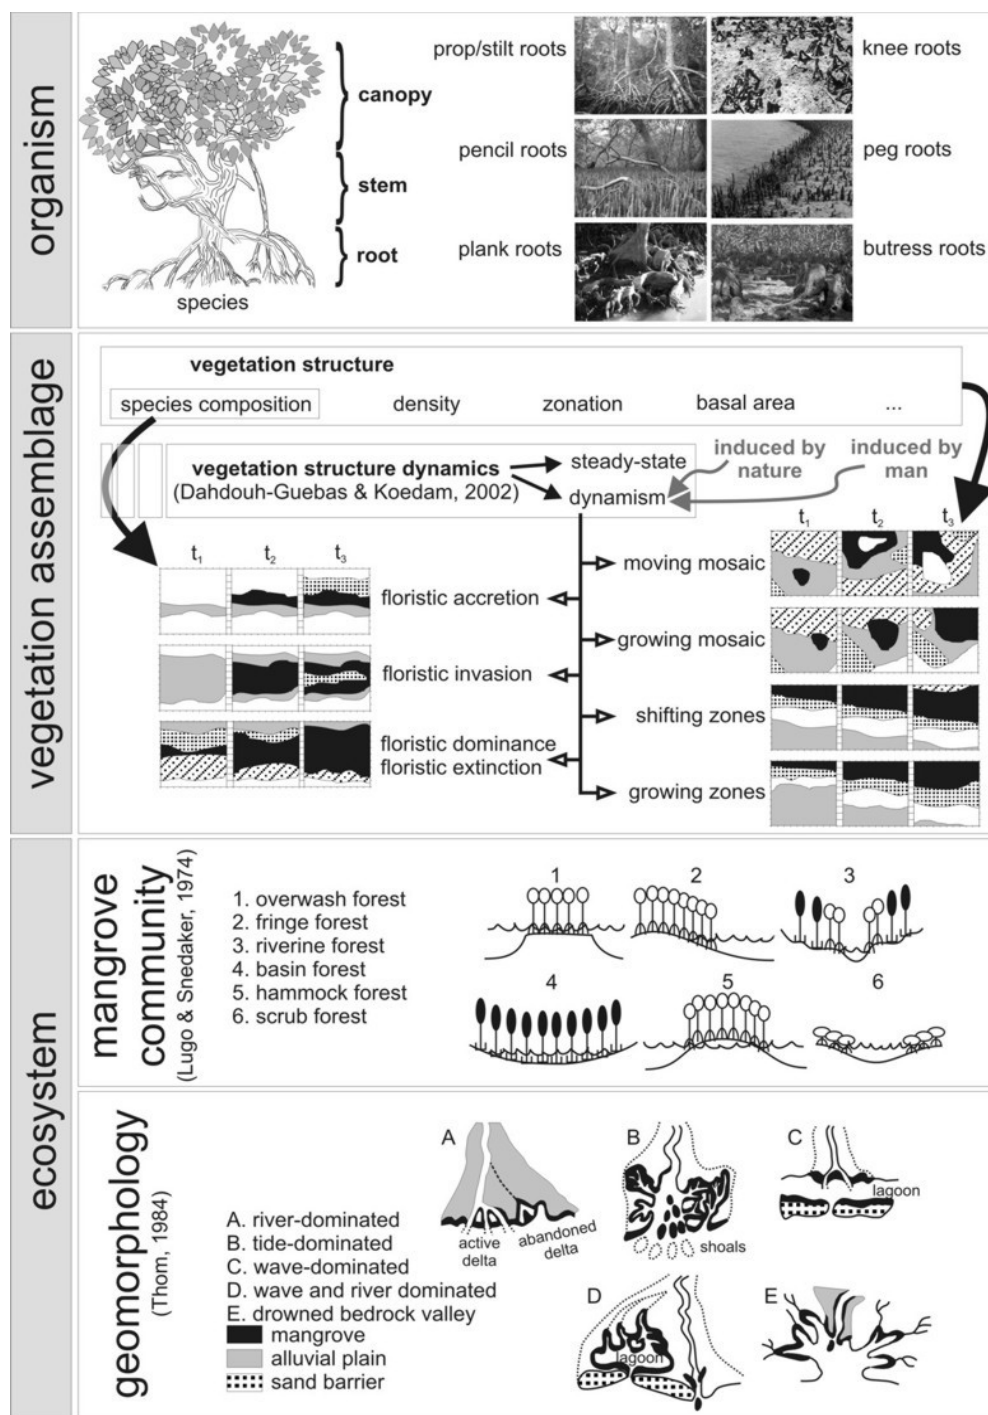 organism
canopy
stem
root
species
prop/stilt roots
knee roots
pencil roots
peg roots
plank roots
butress roots
vegetation assemblage
vegetation structure
species composition
density
zonation
basal area
...
vegetation structure dynamics
(Dahdouh-Guebas & Koedam, 2002)
steady-state
dynamism
induced by
nature
induced by
man
t1
t2
t3
floristic accretion
floristic invasion
floristic dominance
floristic extinction
t1
t2
t3
moving mosaic
growing mosaic
shifting zones
growing zones
ecosystem
mangrove
community
(Lugo & Snedaker, 1974)
1. overwash forest
2. fringe forest
3. riverine forest
4. basin forest
5. hammock forest
6. scrub forest
1
2
3
4
5
6
geomorphology
(Thom, 1984)
A. river-dominated
B. tide-dominated
C. wave-dominated
D. wave and river dominated
E. drowned bedrock valley
mangrove
alluvial plain
sand barrier
A
active
delta
abandoned
delta
B
shoals
C
lagoon
D
lagoon
E